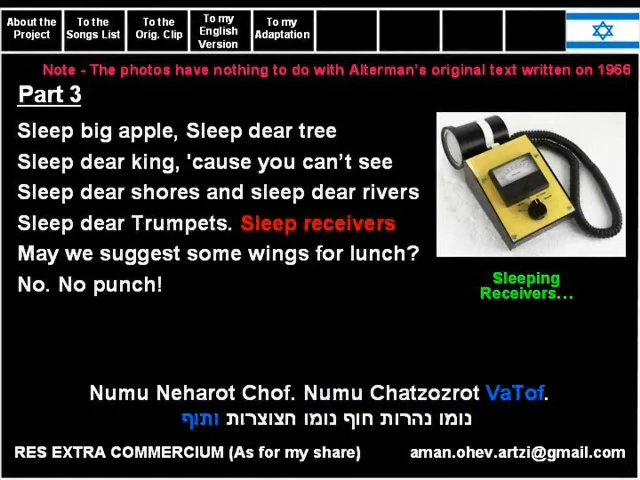 About the Project
To the Songs List
To the Orig. Clip
To my English Version
To my Adaptation
Note - The photos have nothing to do with Alterman's original text written on 1966
Part 3
Sleep big apple, Sleep dear tree
Sleep dear king, 'cause you can't see
Sleep dear shores and sleep dear rivers
Sleep dear Trumpets. Sleep receivers
May we suggest some wings for lunch?
No. No punch!
Sleeping
Receivers...
Numu Neharot Chof. Numu Chatzozrot VaTof.
נומו נהרות חוף נומו חצוצרות ותוף
RES EXTRA COMMERCIUM (As for my share) aman.ohev.artzi@gmail.com